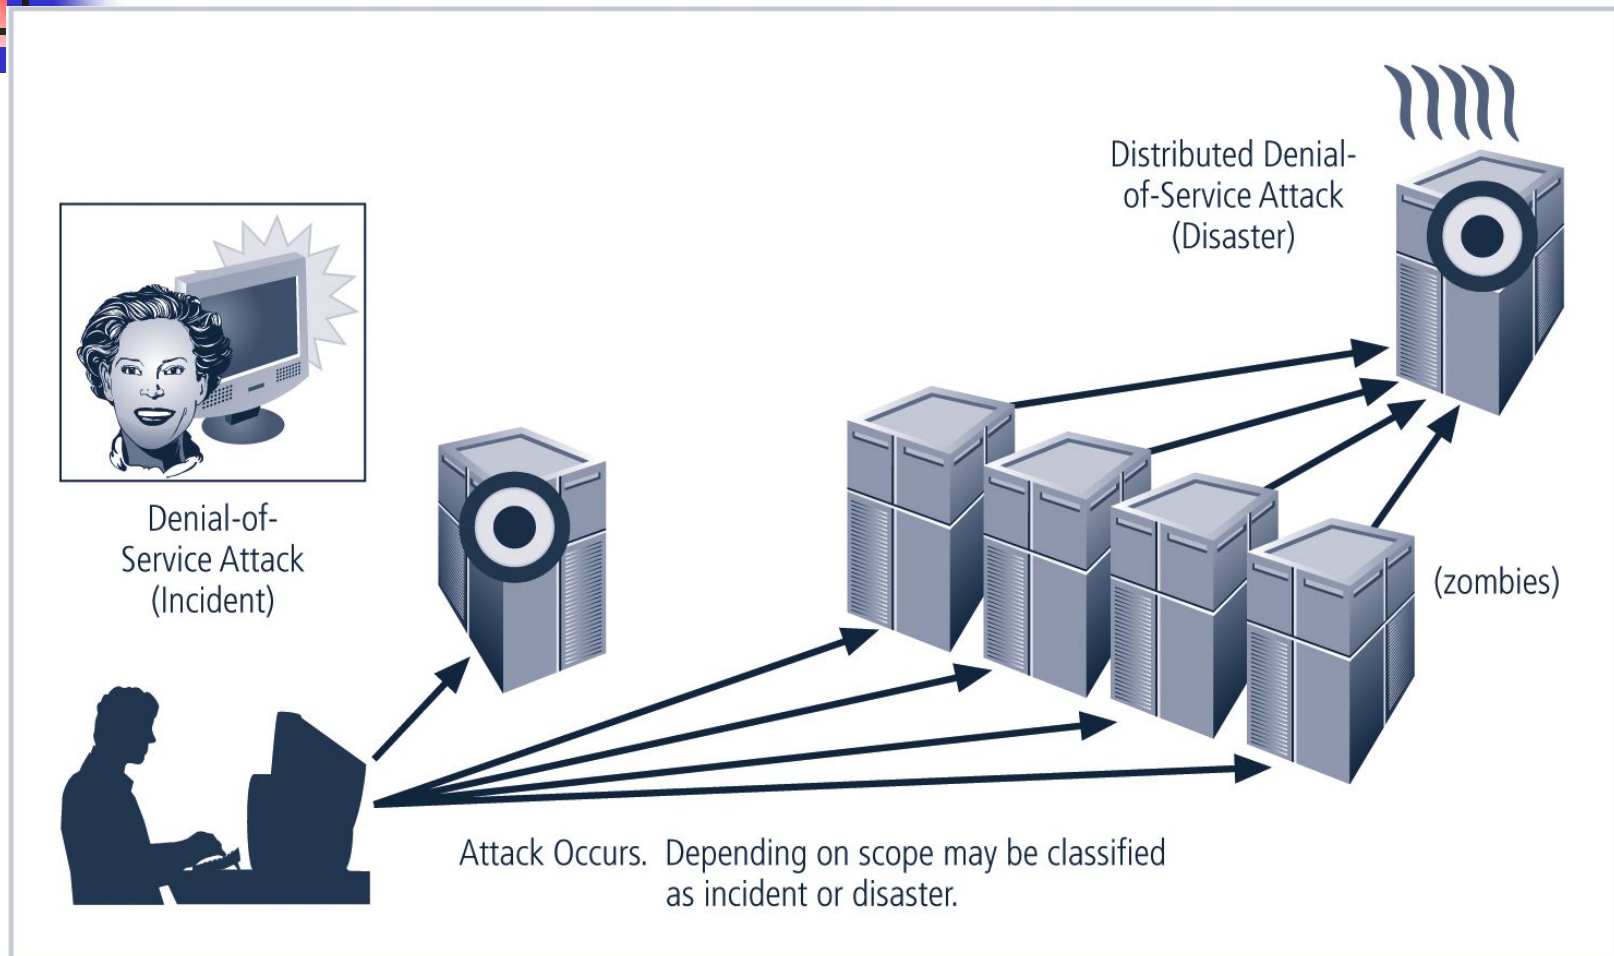 Distributed Denial-
of-Service Attack
(Disaster)
Denial-of-
Service Attack
(Incident)
(zombies)
Attack Occurs. Depending on scope may be classified
as incident or disaster.